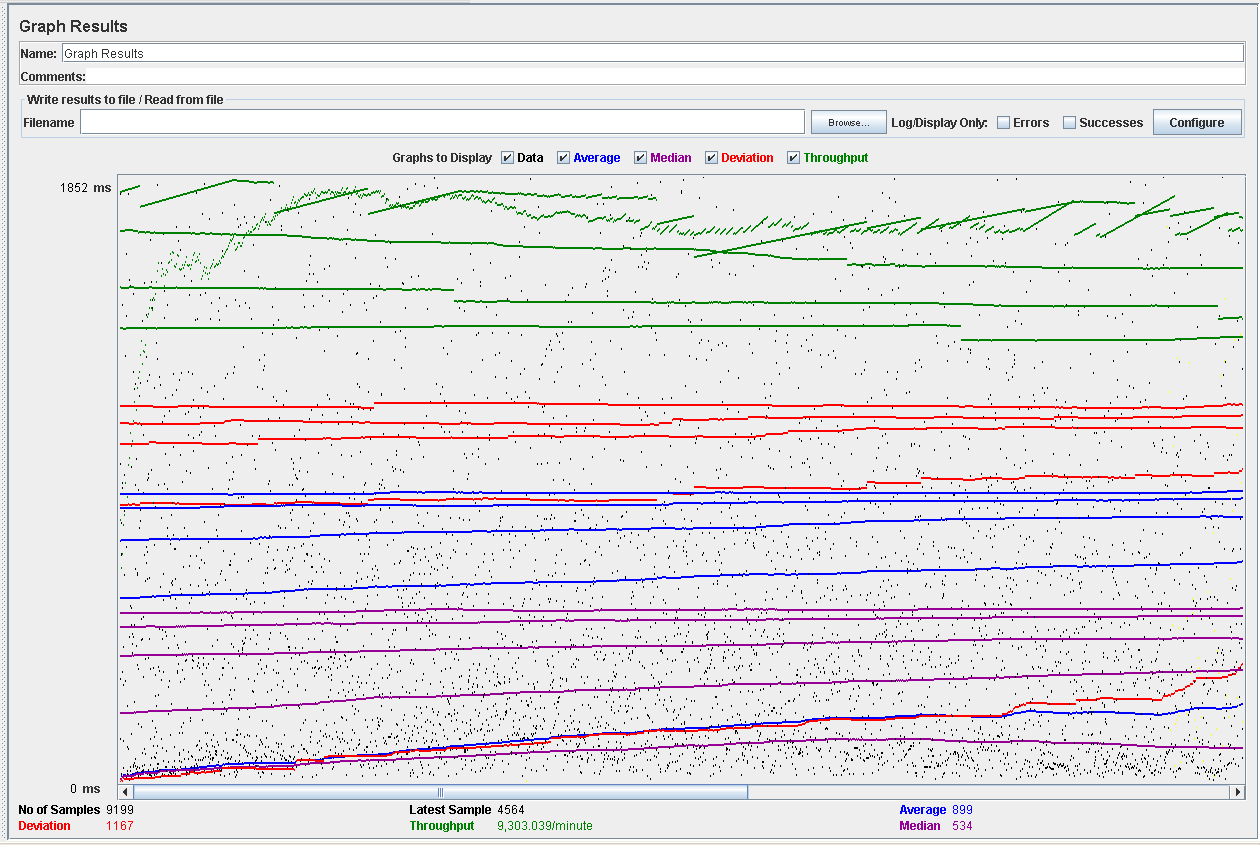 Graph Results
Name: Graph Results
Comments:
Write results to file / Read from file
Filename Browse... Log/Display Only: Errors Successes Configure
Graphs to Display Data Average Median Deviation Throughput
1852 ms
0 ms
No of Samples 9199 Latest Sample 4564 Average 899
Deviation 1167 Throughput 9,303.039/minute Median 534